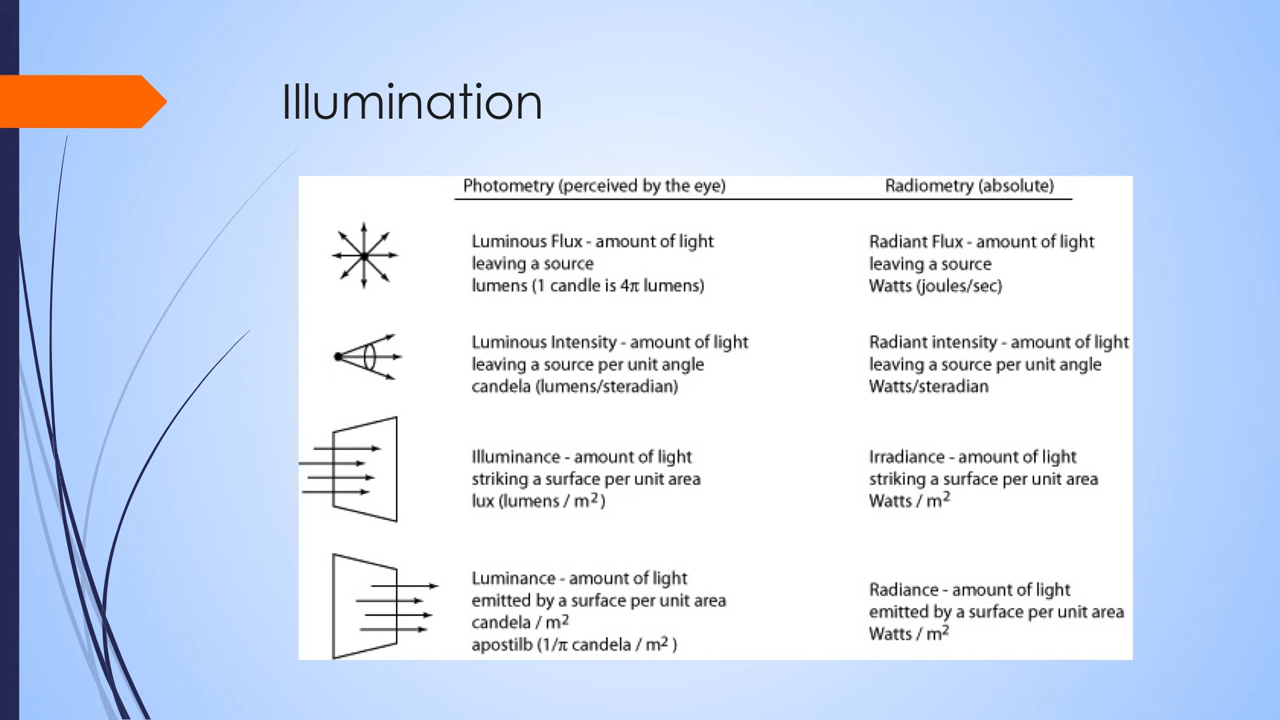 Illumination
Photometry (perceived by the eye)
Radiometry (absolute)
Luminous Flux - amount of light
leaving a source
lumens (1 candle is 4π lumens)
Radiant Flux - amount of light
leaving a source
Watts (joules/sec)
Luminous Intensity - amount of light
leaving a source per unit angle
candela (lumens/steradian)
Radiant intensity - amount of light
leaving a source per unit angle
Watts/steradian
Illuminance - amount of light
striking a surface per unit area
lux (lumens / m²)
Irradiance - amount of light
striking a surface per unit area
Watts / m²
Luminance - amount of light
emitted by a surface per unit area
candela / m²
apostilb (1/π candela / m² )
Radiance - amount of light
emitted by a surface per unit area
Watts / m²